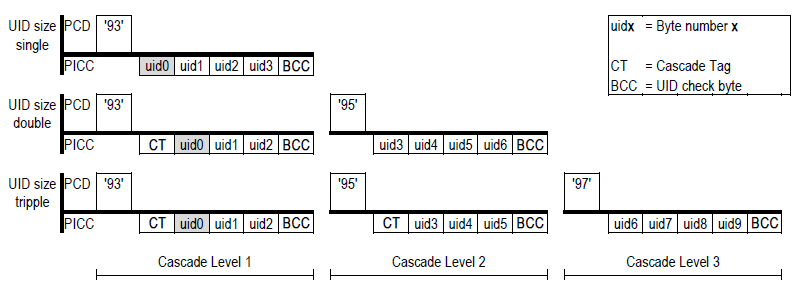 UID size single PCD '93'
PICC uid0 uid1 uid2 uid3 BCC
uidx = Byte number x
CT = Cascade Tag
BCC = UID check byte
UID size double PCD '93' '95'
PICC CT uid0 uid1 uid2 BCC uid3 uid4 uid5 uid6 BCC
UID size tripple PCD '93' '95' '97'
PICC CT uid0 uid1 uid2 BCC CT uid3 uid4 uid5 BCC uid6 uid7 uid8 uid9 BCC
Cascade Level 1 Cascade Level 2 Cascade Level 3